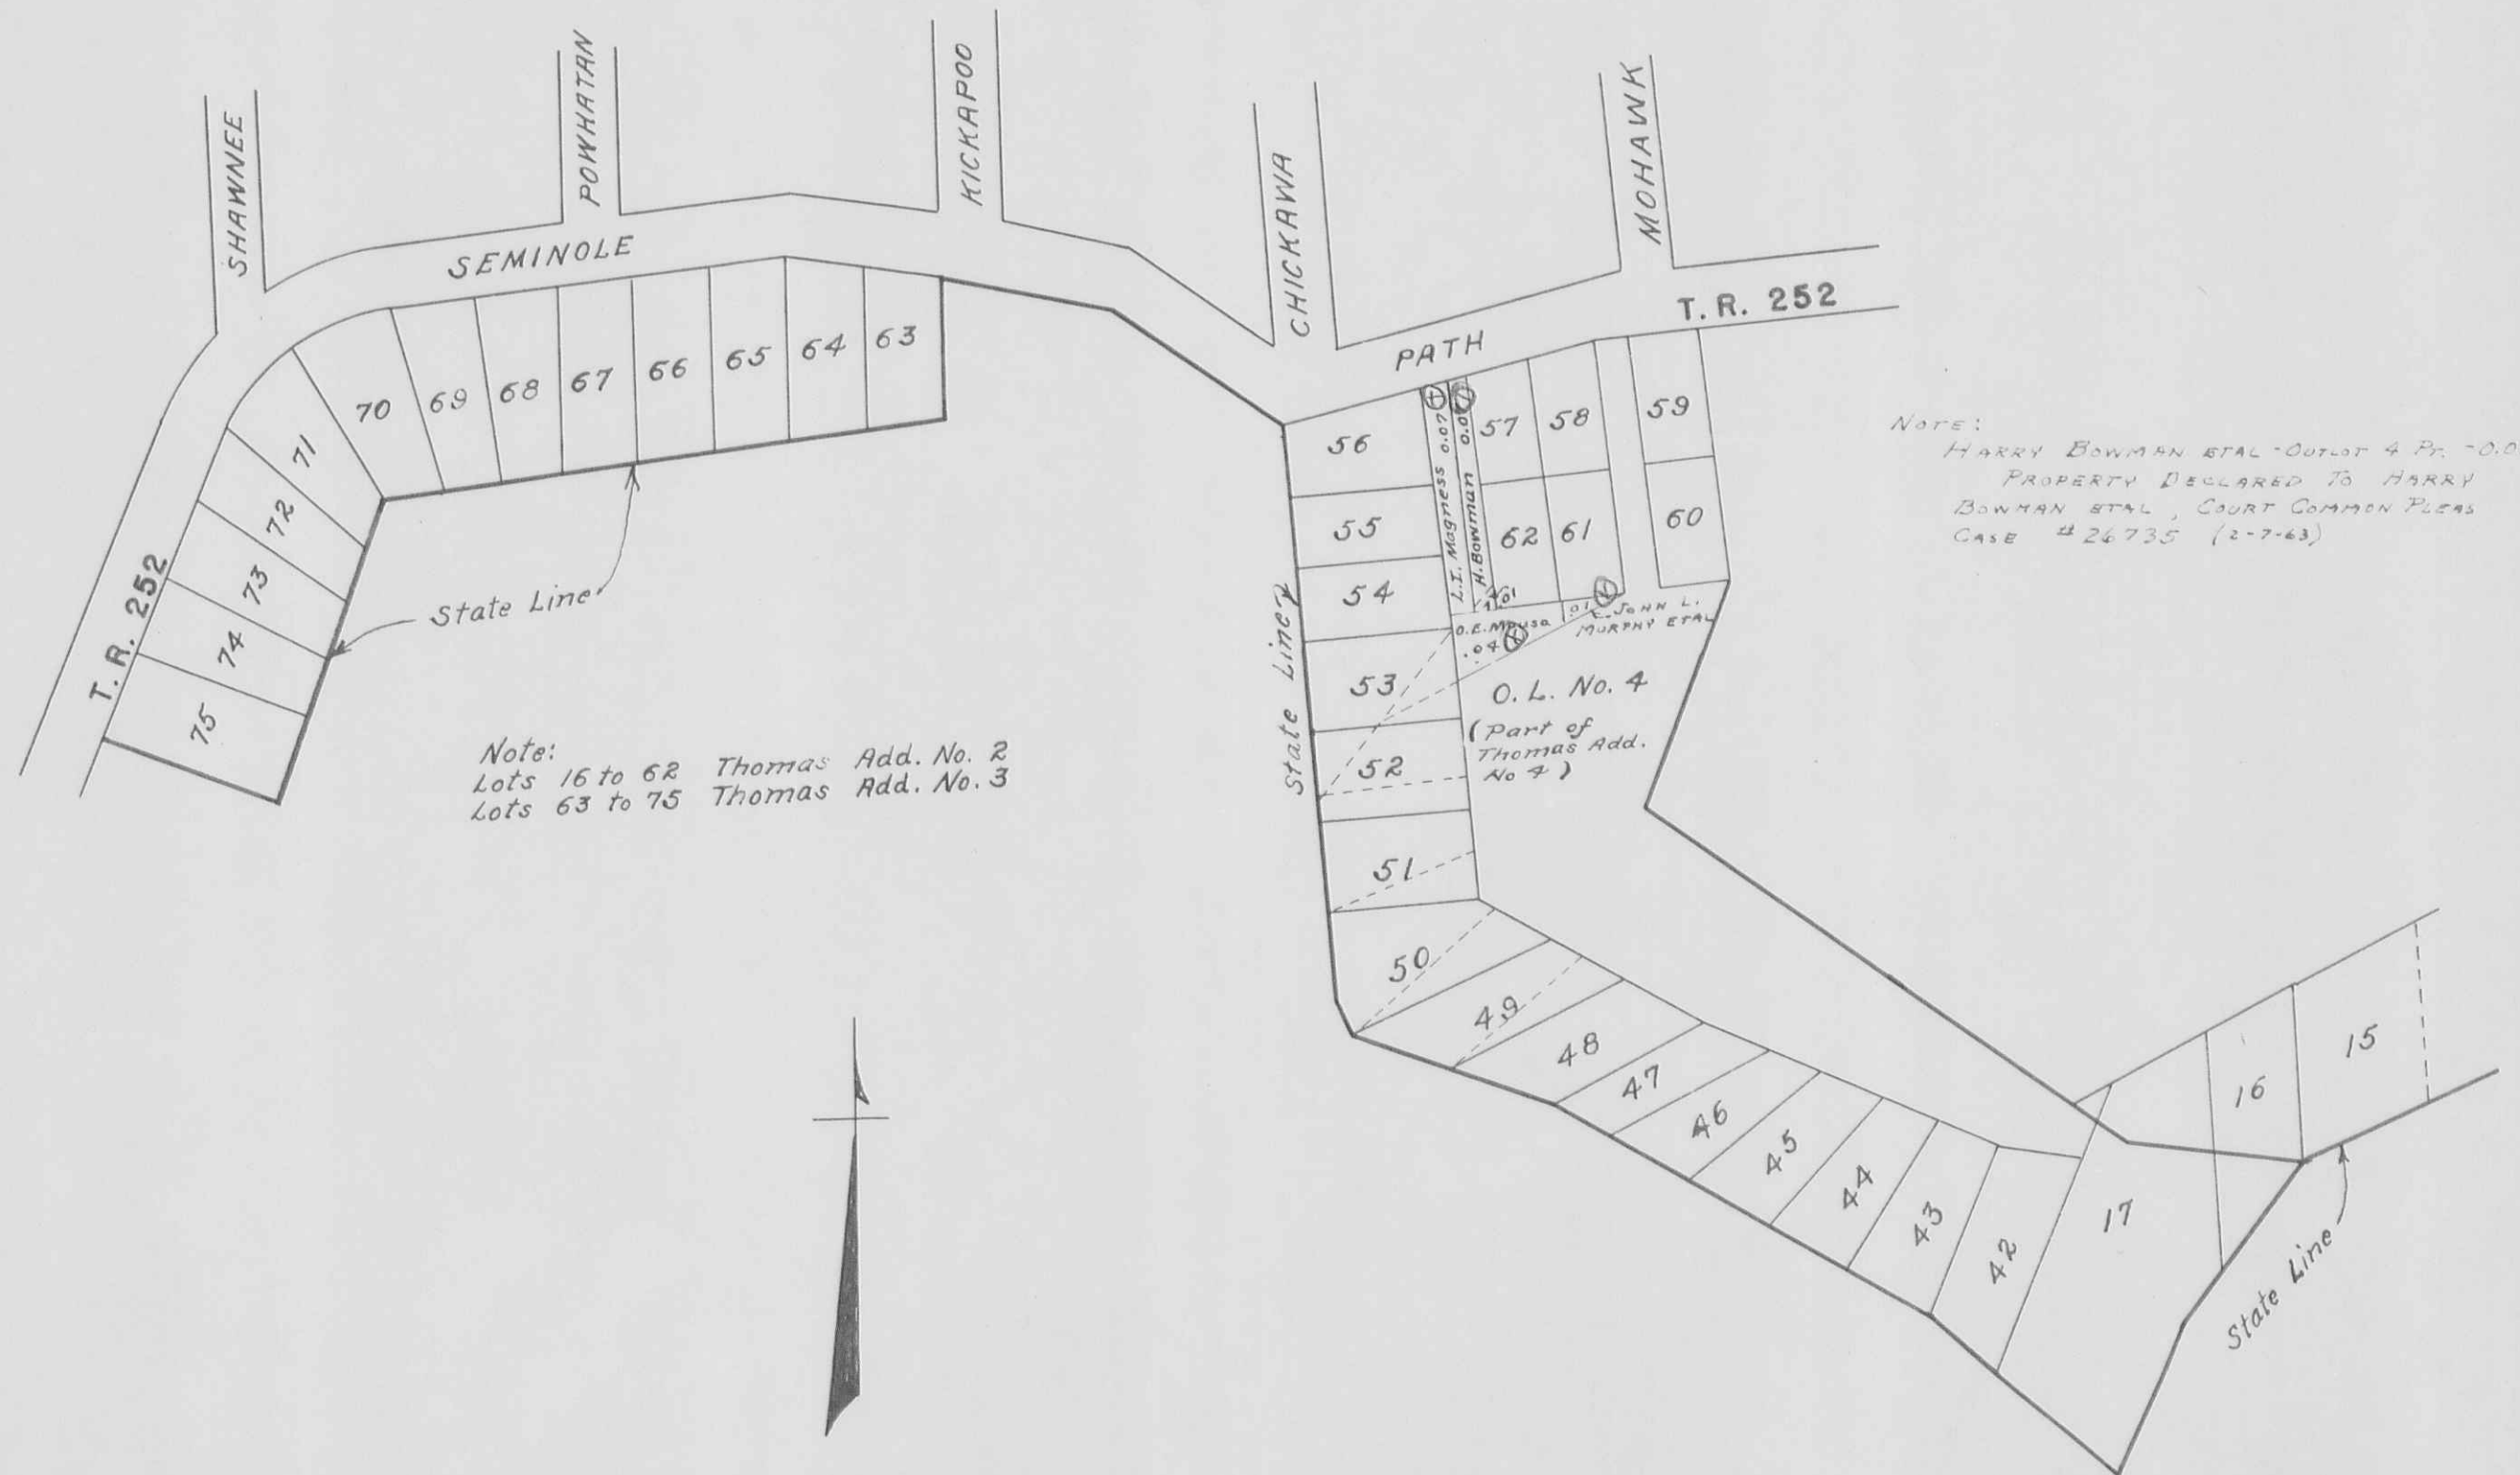 SHAWNEE
POWHATAN
KICKAPOO
CHICKAWA
MOHAWK
SEMINOLE
PATH
T. R. 252
T. R. 252
63
64
65
66
67
68
69
70
71
72
73
74
75
State Line
Note:
Lots 16 to 62 Thomas Add. No. 2
Lots 63 to 75 Thomas Add. No. 3
State Line
56
55
54
53
52
51
50
49
48
47
46
45
44
43
42
17
16
15
L.I. Magness 0.07
H. Bowman
57
58
59
62
61
60
.01
.01
JOHN L.
MURPHY ETAL
O.E.
.04
O. L. No. 4
(Part of
Thomas Add.
No 4)
State Line
NOTE:
HARRY BOWMAN ETAL - OUTLOT 4 PT. - 0.0
PROPERTY DECLARED TO HARRY
BOWMAN ETAL, COURT COMMON PLEAS
CASE #26735 (2-7-63)